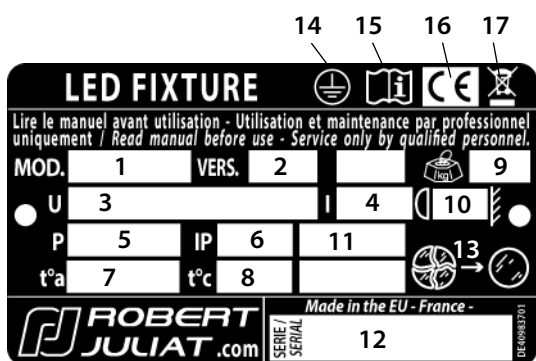 14 15 16 17
LED FIXTURE i CE
Lire le manuel avant utilisation - Utilisation et maintenance par professionnel
uniquement / Read manual before use - Service only by qualified personnel.
MOD. 1 VERS. 2 (kg) 9
U 3 I 4 10
P 5 IP 6 11 13
t°a 7 t°c 8
ROBERT
JULIAT.com
Made in the EU - France -
SERIE /
SERIAL
12
DE40983701